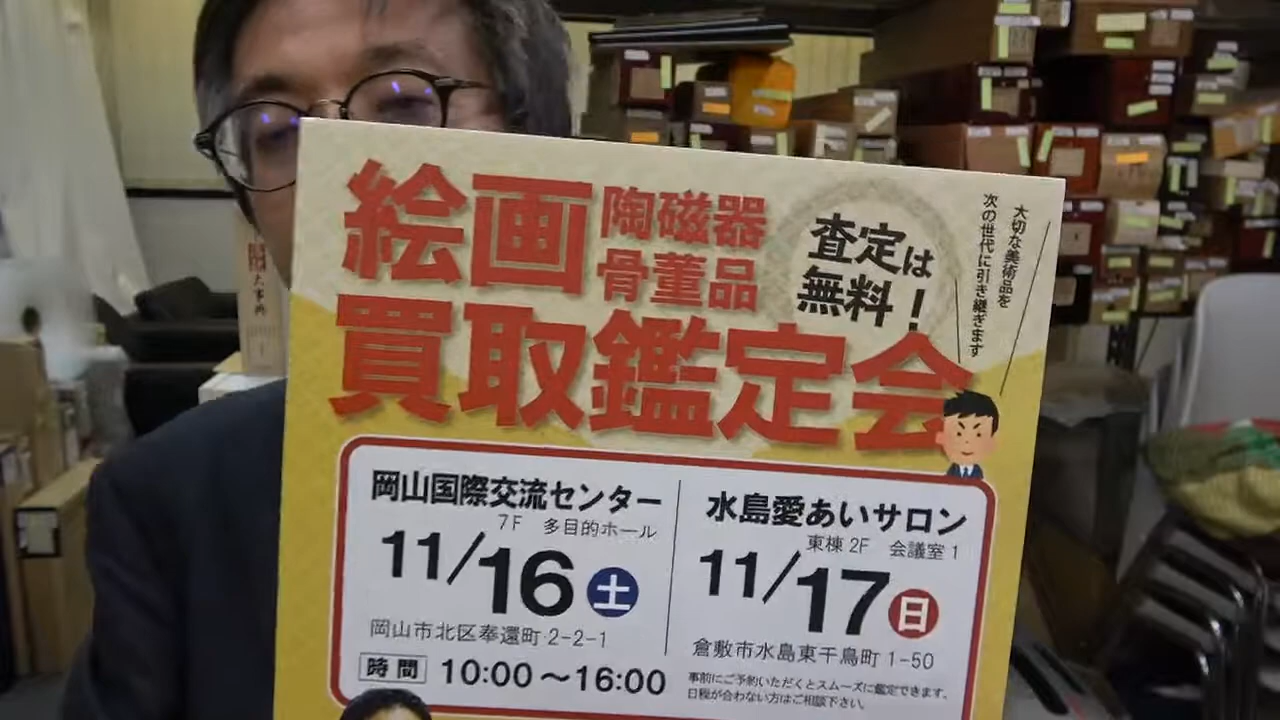 絵画
陶磁器
骨董品
査定は
無料！
大切な美術品を
次の世代に引き継ぎます
買取鑑定会
岡山国際交流センター
7F 多目的ホール
11/16 土
岡山市北区奉還町 2-2-1
時間 10:00～16:00
水島愛あいサロン
東棟 2F 会議室 1
11/17 日
倉敷市水島東千鳥町 1-50
事前にご予約いただくとスムーズに鑑定できます。
日程が合わない方はご相談下さい。
大事典